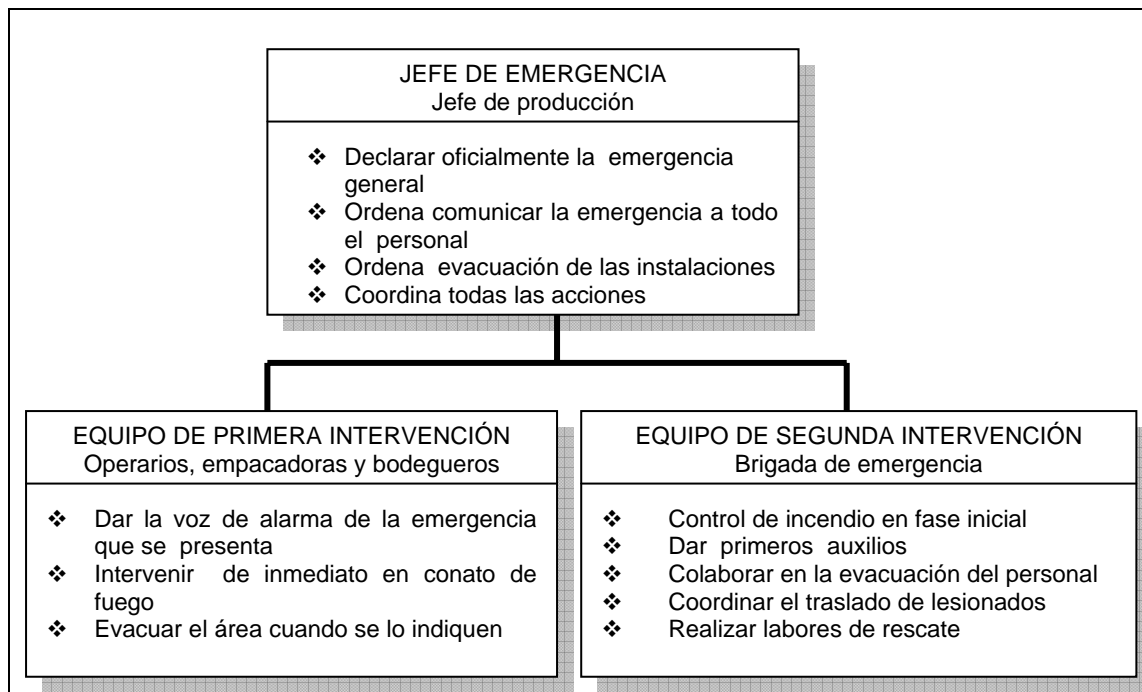 JEFE DE EMERGENCIA
Jefe de producción
❖ Declarar oficialmente la emergencia
general
❖ Ordena comunicar la emergencia a todo
el personal
❖ Ordena evacuación de las instalaciones
❖ Coordina todas las acciones
EQUIPO DE PRIMERA INTERVENCIÓN
Operarios, empacadoras y bodegueros
❖ Dar la voz de alarma de la emergencia
que se presenta
❖ Intervenir de inmediato en conato de
fuego
❖ Evacuar el área cuando se lo indiquen
EQUIPO DE SEGUNDA INTERVENCIÓN
Brigada de emergencia
❖ Control de incendio en fase inicial
❖ Dar primeros auxilios
❖ Colaborar en la evacuación del personal
❖ Coordinar el traslado de lesionados
❖ Realizar labores de rescate